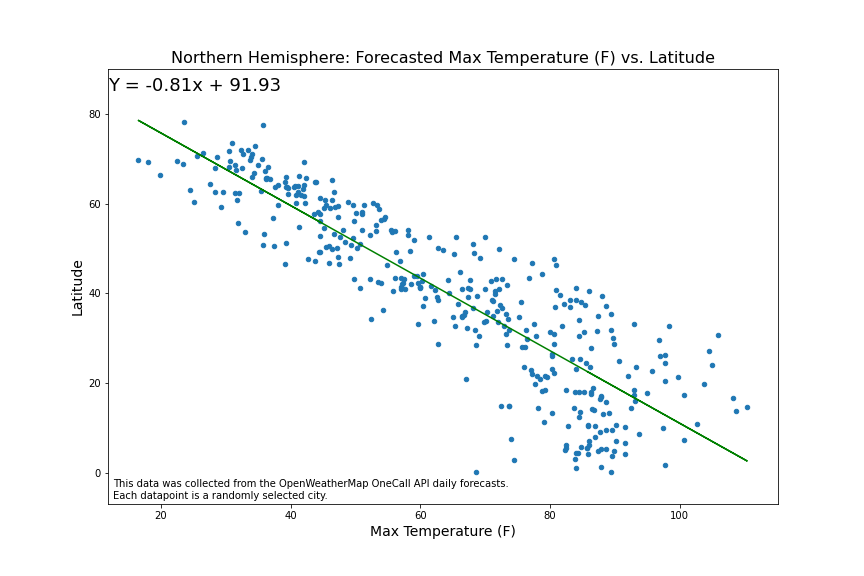 Northern Hemisphere: Forecasted Max Temperature (F) vs. Latitude
Y = -0.81x + 91.93
80
60
40
20
0
Latitude
This data was collected from the OpenWeatherMap OneCall API daily forecasts.
Each datapoint is a randomly selected city.
20 40 60 80 100
Max Temperature (F)